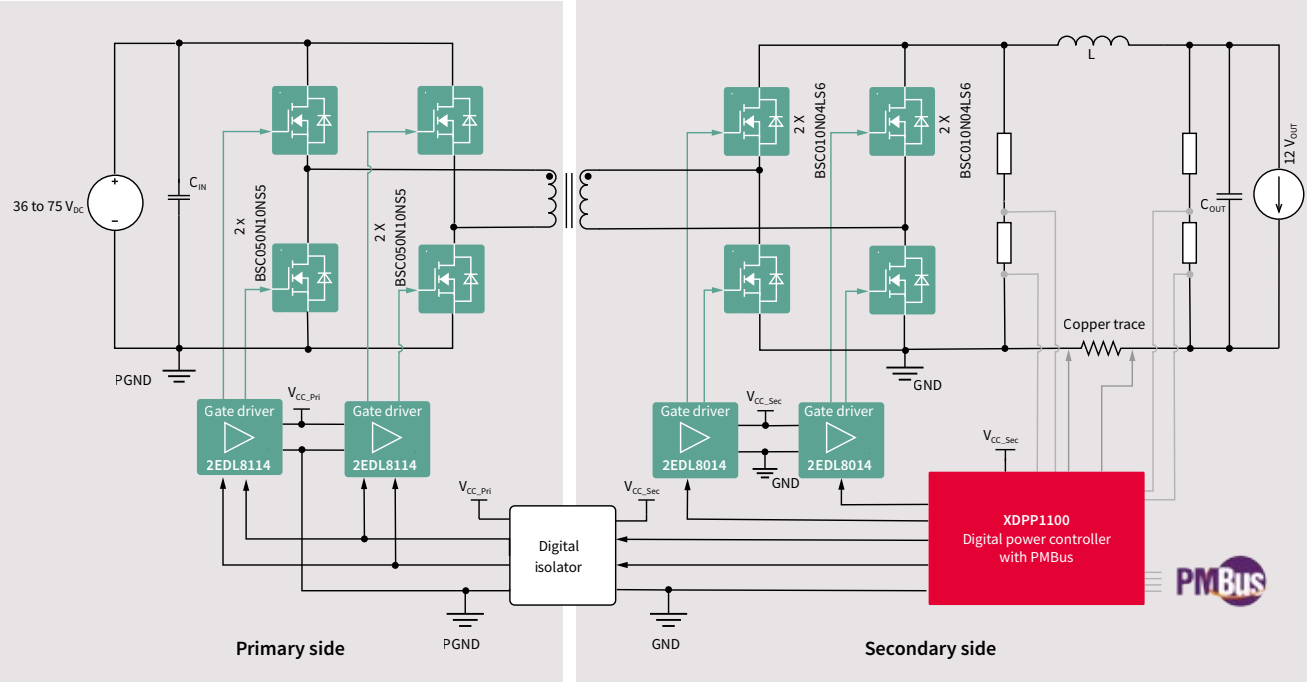 L
2 X
BSC010N04LS6
2 X
BSC010N04LS6
12 VOUT
+
−
36 to 75 VDC
CIN
2 x
BSC050N10NS5
2 X
BSC050N10NS5
COUT
Copper trace
PGND
GND
VCC_Pri
VCC_Sec
Gate driver
2EDL8114
Gate driver
2EDL8114
Gate driver
2EDL8014
Gate driver
2EDL8014
GND
VCC_Sec
VCC_Pri
VCC_Sec
Digital
isolator
XDPP1100
Digital power controller
with PMBus
PMBus
PGND
GND
Primary side
Secondary side